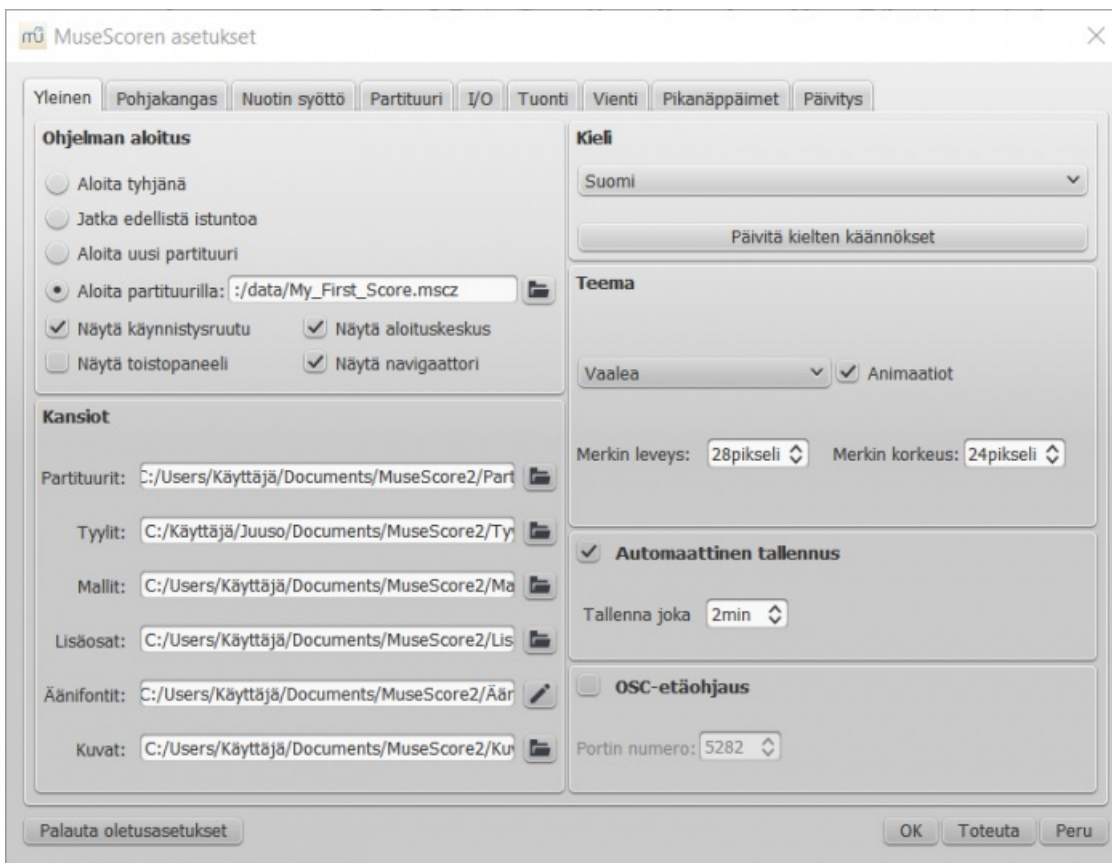 MuseScoren asetukset
Yleinen Pohjakangas Nuotin syöttö Partituuri I/O Tuonti Vienti Pikanäppäimet Päivitys
Ohjelman aloitus
Aloita tyhjänä
Jatka edellistä istuntoa
Aloita uusi partituuri
Aloita partituurilla: :/data/My_First_Score.mscz
Näytä käynnistysruutu Näytä aloituskeskus
Näytä toistopaneeli Näytä navigaattori
Kansiot
Partituurit: C:/Users/Käyttäjä/Documents/MuseScore2/Part
Tyylit: C:/Käyttäjä/Juuso/Documents/MuseScore2/Ty
Mallit: C:/Users/Käyttäjä/Documents/MuseScore2/Ma
Lisäosat: C:/Users/Käyttäjä/Documents/MuseScore2/Lis
Äänifontit: C:/Users/Käyttäjä/Documents/MuseScore2/Ään
Kuvat: C:/Users/Käyttäjä/Documents/MuseScore2/Kuv
Kieli
Suomi
Päivitä kielten käännökset
Teema
Vaalea Animaatiot
Merkin leveys: 28pikseli Merkin korkeus: 24pikseli
Automaattinen tallennus
Tallenna joka 2min
OSC-etäohjaus
Portin numero: 5282
Palauta oletusasetukset OK Toteuta Peru